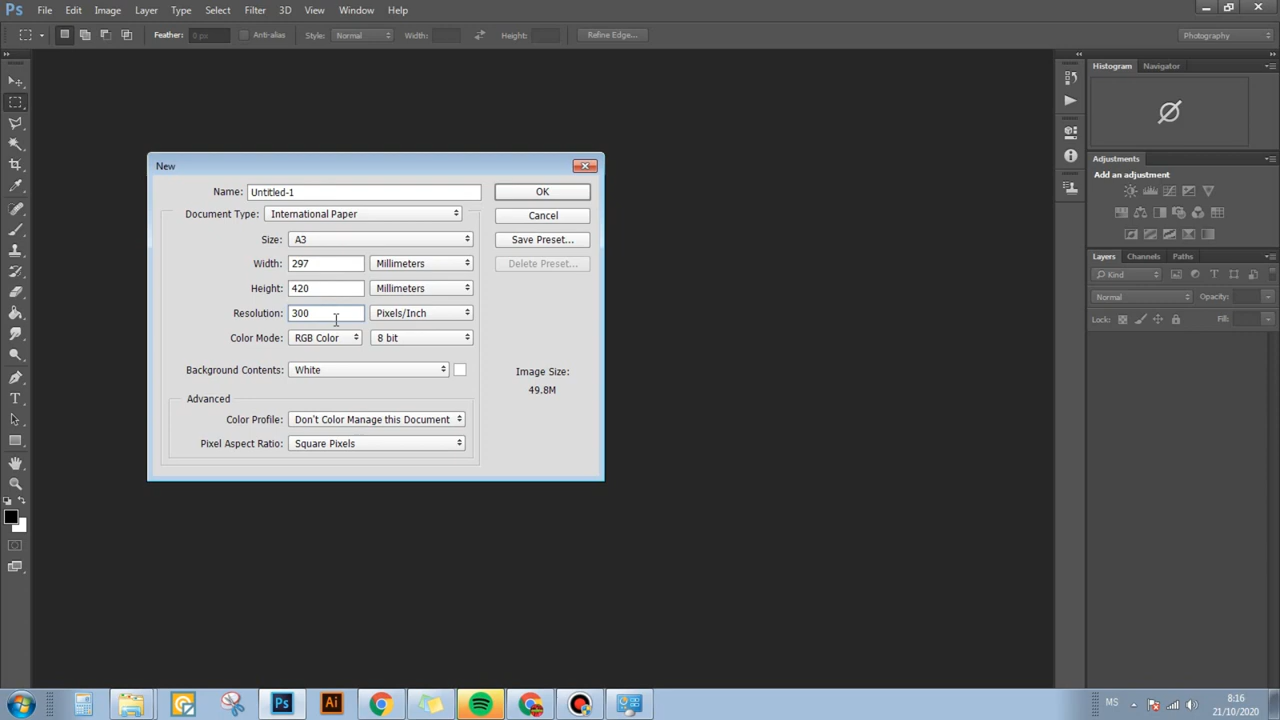 Ps File Edit Image Layer Type Select Filter 3D View Window Help
Feather: 0 px Anti-alias Style: Normal Width: Height: Refine Edge... Photography
Histogram Navigator
Adjustments
Add an adjustment
Layers Channels Paths
Kind
Normal Opacity:
Lock: Fill:
New
Name: Untitled-1 OK
Document Type: International Paper Cancel
Size: A3 Save Preset...
Width: 297 Millimeters Delete Preset...
Height: 420 Millimeters
Resolution: 300 Pixels/Inch
Color Mode: RGB Color 8 bit
Background Contents: White
Image Size:
49.8M
Advanced
Color Profile: Don't Color Manage this Document
Pixel Aspect Ratio: Square Pixels
Ps Ai MS 8:16
21/10/2020